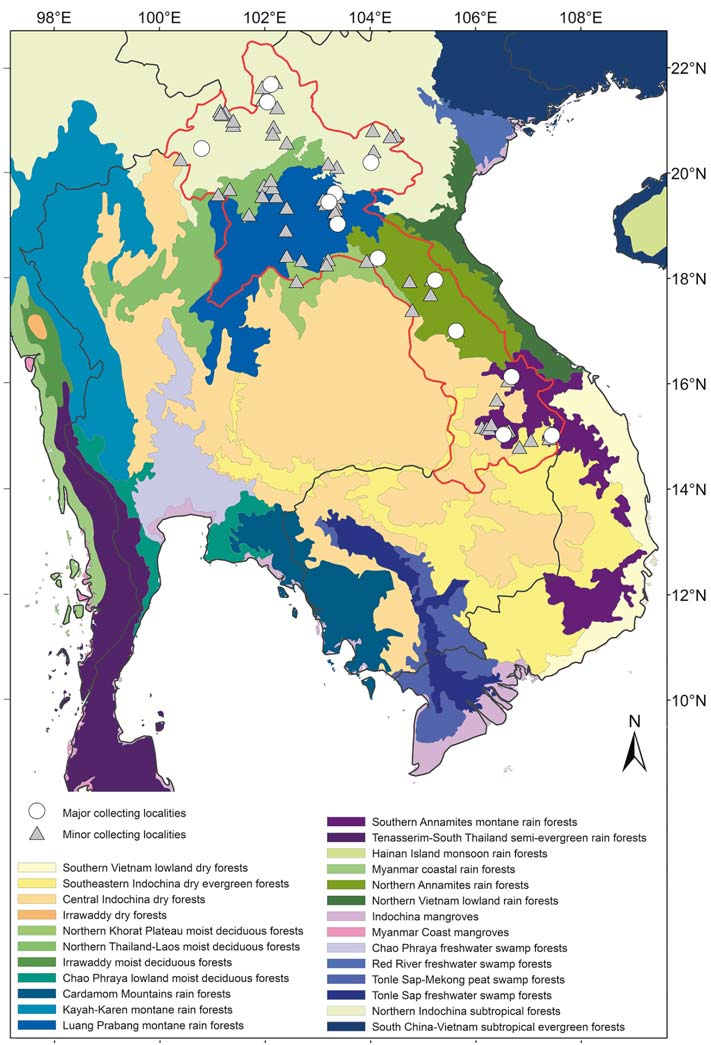 98°E 100°E 102°E 104°E 106°E 108°E
22°N
20°N
18°N
16°N
14°N
12°N
10°N
N
Major collecting localities
Minor collecting localities
Southern Vietnam lowland dry forests
Southeastern Indochina dry evergreen forests
Central Indochina dry forests
Irrawaddy dry forests
Northern Khorat Plateau moist deciduous forests
Northern Thailand-Laos moist deciduous forests
Irrawaddy moist deciduous forests
Chao Phraya lowland moist deciduous forests
Cardamom Mountains rain forests
Kayah-Karen montane rain forests
Luang Prabang montane rain forests
Southern Annamites montane rain forests
Tenasserim-South Thailand semi-evergreen rain forests
Hainan Island monsoon rain forests
Myanmar coastal rain forests
Northern Annamites rain forests
Northern Vietnam lowland rain forests
Indochina mangroves
Myanmar Coast mangroves
Chao Phraya freshwater swamp forests
Red River freshwater swamp forests
Tonle Sap-Mekong peat swamp forests
Tonle Sap freshwater swamp forests
Northern Indochina subtropical forests
South China-Vietnam subtropical evergreen forests